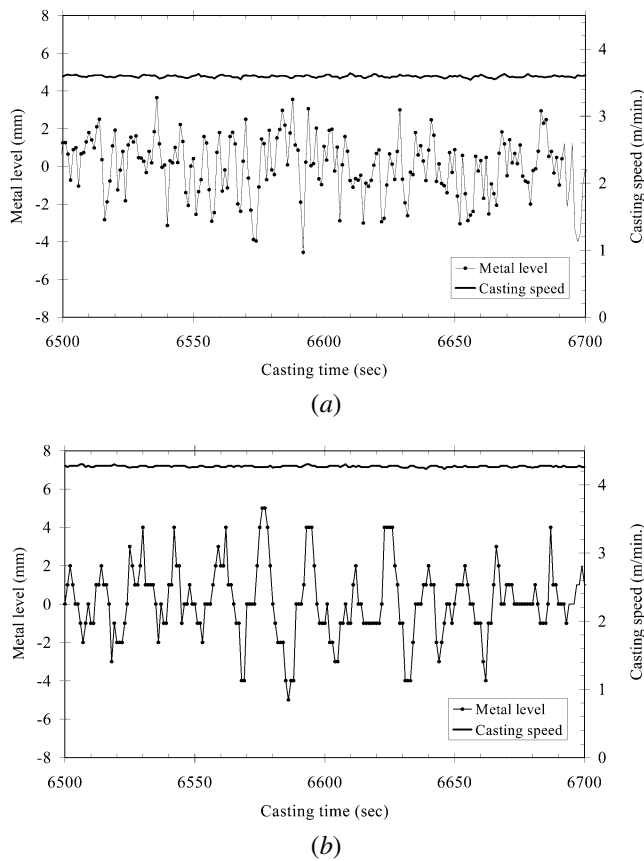 8
6
4
2
0
-2
-4
-6
-8
Metal level (mm)
4
3
2
1
0
Casting speed (m/min.)
Metal level
Casting speed
6500 6550 6600 6650 6700
Casting time (sec)
(a)
8
6
4
2
0
-2
-4
-6
-8
Metal level (mm)
4
3
2
1
0
Casting speed (m/min.)
Metal level
Casting speed
6500 6550 6600 6650 6700
Casting time (sec)
(b)